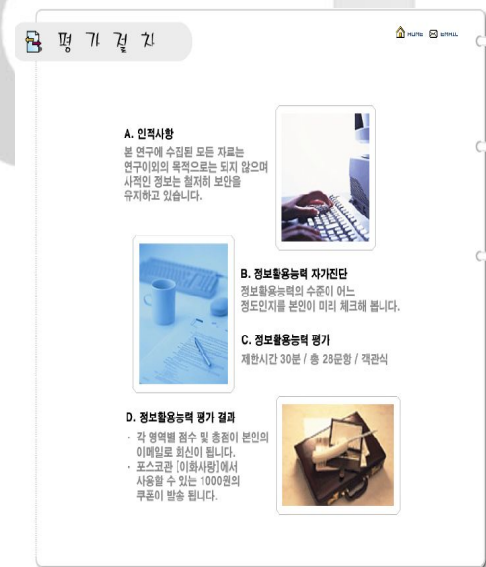 평가절차
HOME EMAIL
A. 인적사항
본 연구에 수집된 모든 자료는
연구이외의 목적으로는 되지 않으며
사적인 정보는 철저히 보안을
유지하고 있습니다.
B. 정보활용능력 자가진단
정보활용능력의 수준이 어느
정도인지를 본인이 미리 체크해 봅니다.
C. 정보활용능력 평가
제한시간 30분 / 총 28문항 / 객관식
D. 정보활용능력 평가 결과
· 각 영역별 점수 및 총점이 본인의
이메일로 회신이 됩니다.
· 포스코관 [이화사랑]에서
사용할 수 있는 1000원의
쿠폰이 발송 됩니다.